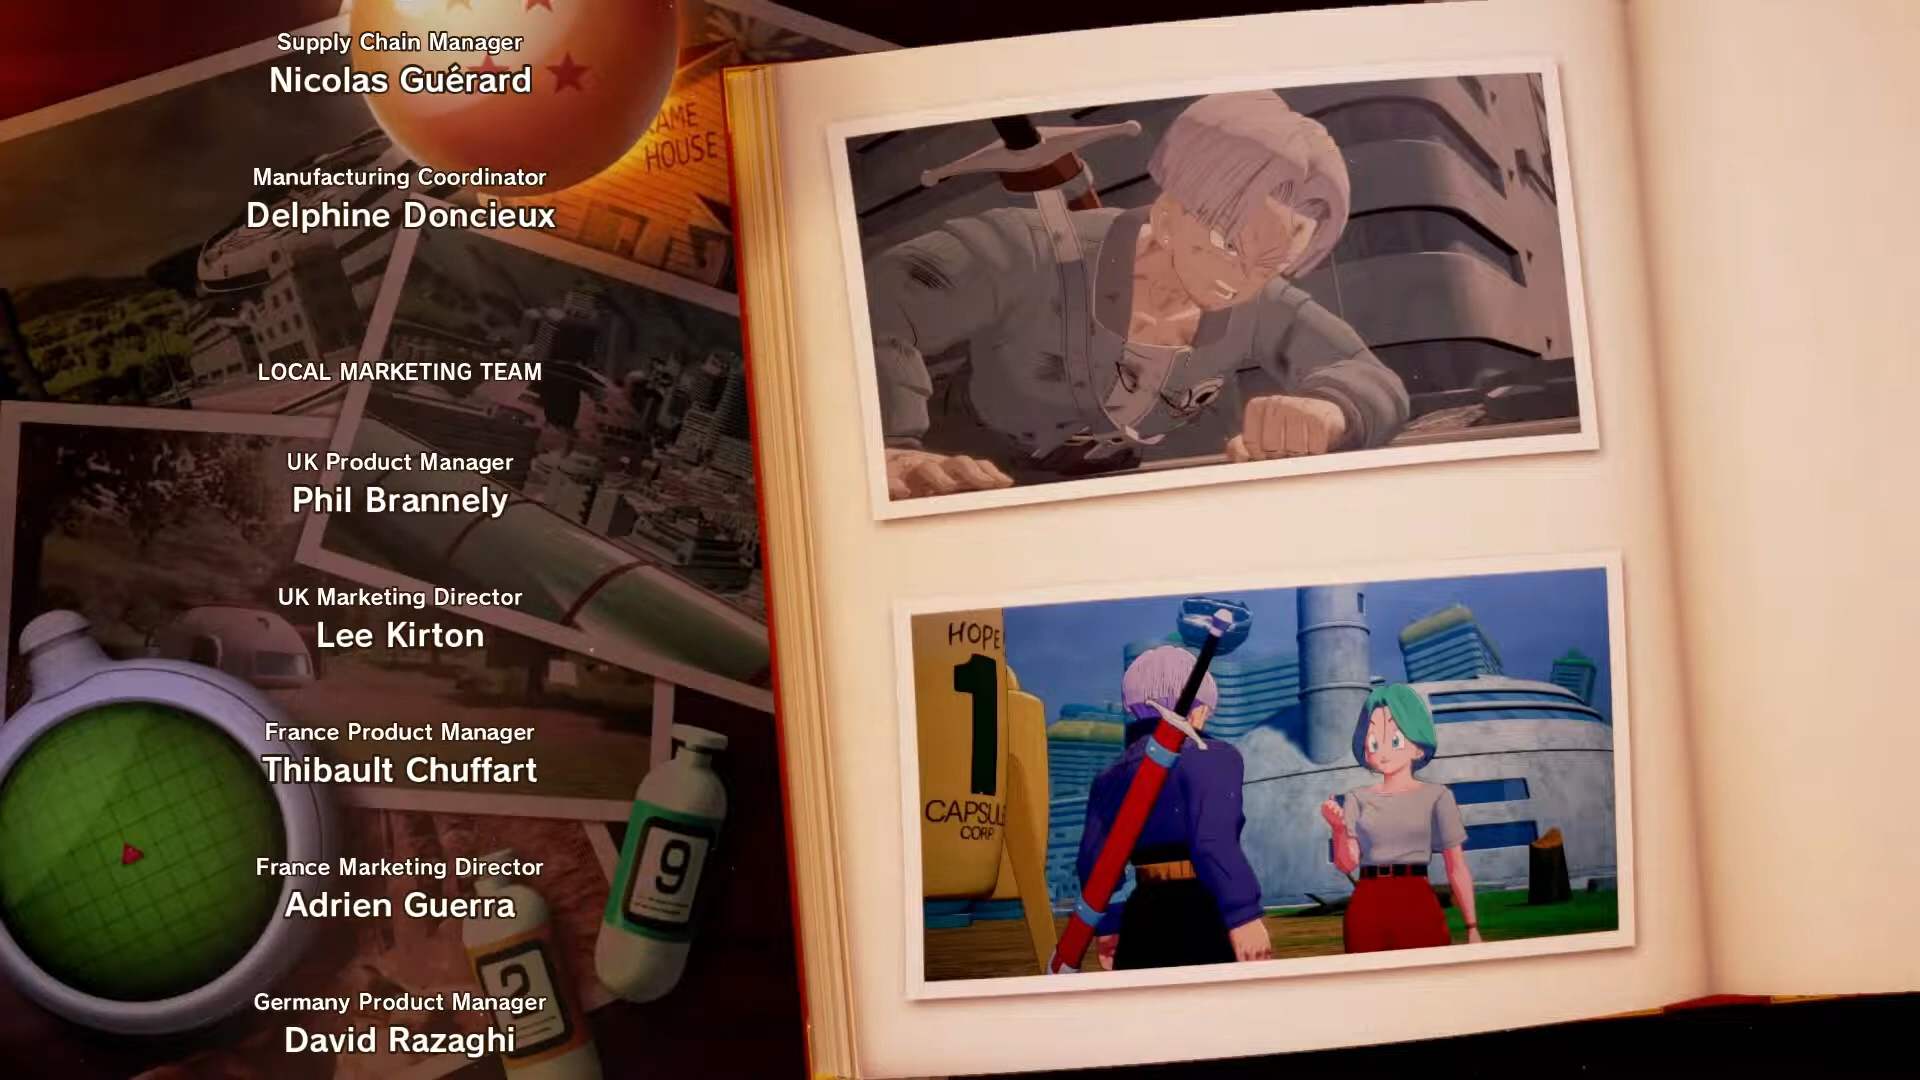 Supply Chain Manager
Nicolas Guérard
Manufacturing Coordinator
Delphine Doncieux
LOCAL MARKETING TEAM
UK Product Manager
Phil Brannely
UK Marketing Director
Lee Kirton
France Product Manager
Thibault Chuffart
France Marketing Director
Adrien Guerra
Germany Product Manager
David Razaghi
KAME
HOUSE
9
2
HOPE
1
CAPSULE
CORP